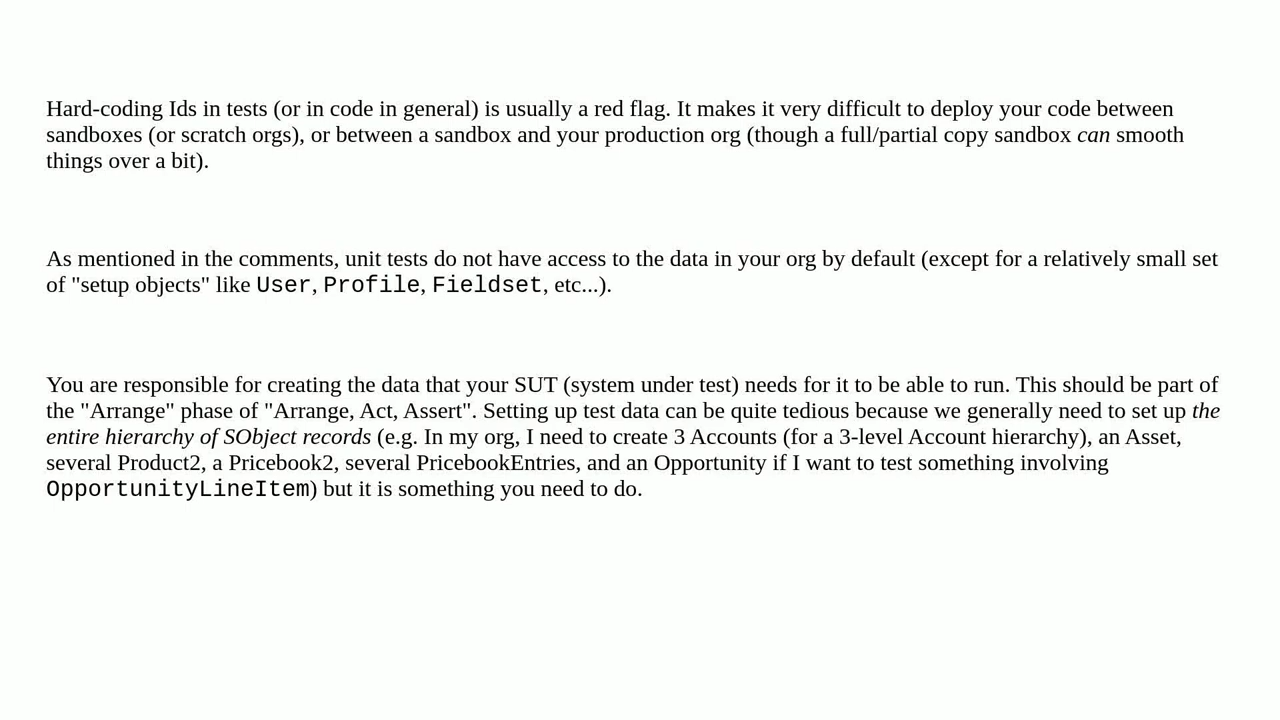 Hard-coding Ids in tests (or in code in general) is usually a red flag. It makes it very difficult to deploy your code between
sandboxes (or scratch orgs), or between a sandbox and your production org (though a full/partial copy sandbox can smooth
things over a bit).
As mentioned in the comments, unit tests do not have access to the data in your org by default (except for a relatively small set
of "setup objects" like User, Profile, Fieldset, etc...).
You are responsible for creating the data that your SUT (system under test) needs for it to be able to run. This should be part of
the "Arrange" phase of "Arrange, Act, Assert". Setting up test data can be quite tedious because we generally need to set up the
entire hierarchy of SObject records (e.g. In my org, I need to create 3 Accounts (for a 3-level Account hierarchy), an Asset,
several Product2, a Pricebook2, several PricebookEntries, and an Opportunity if I want to test something involving
OpportunityLineItem) but it is something you need to do.